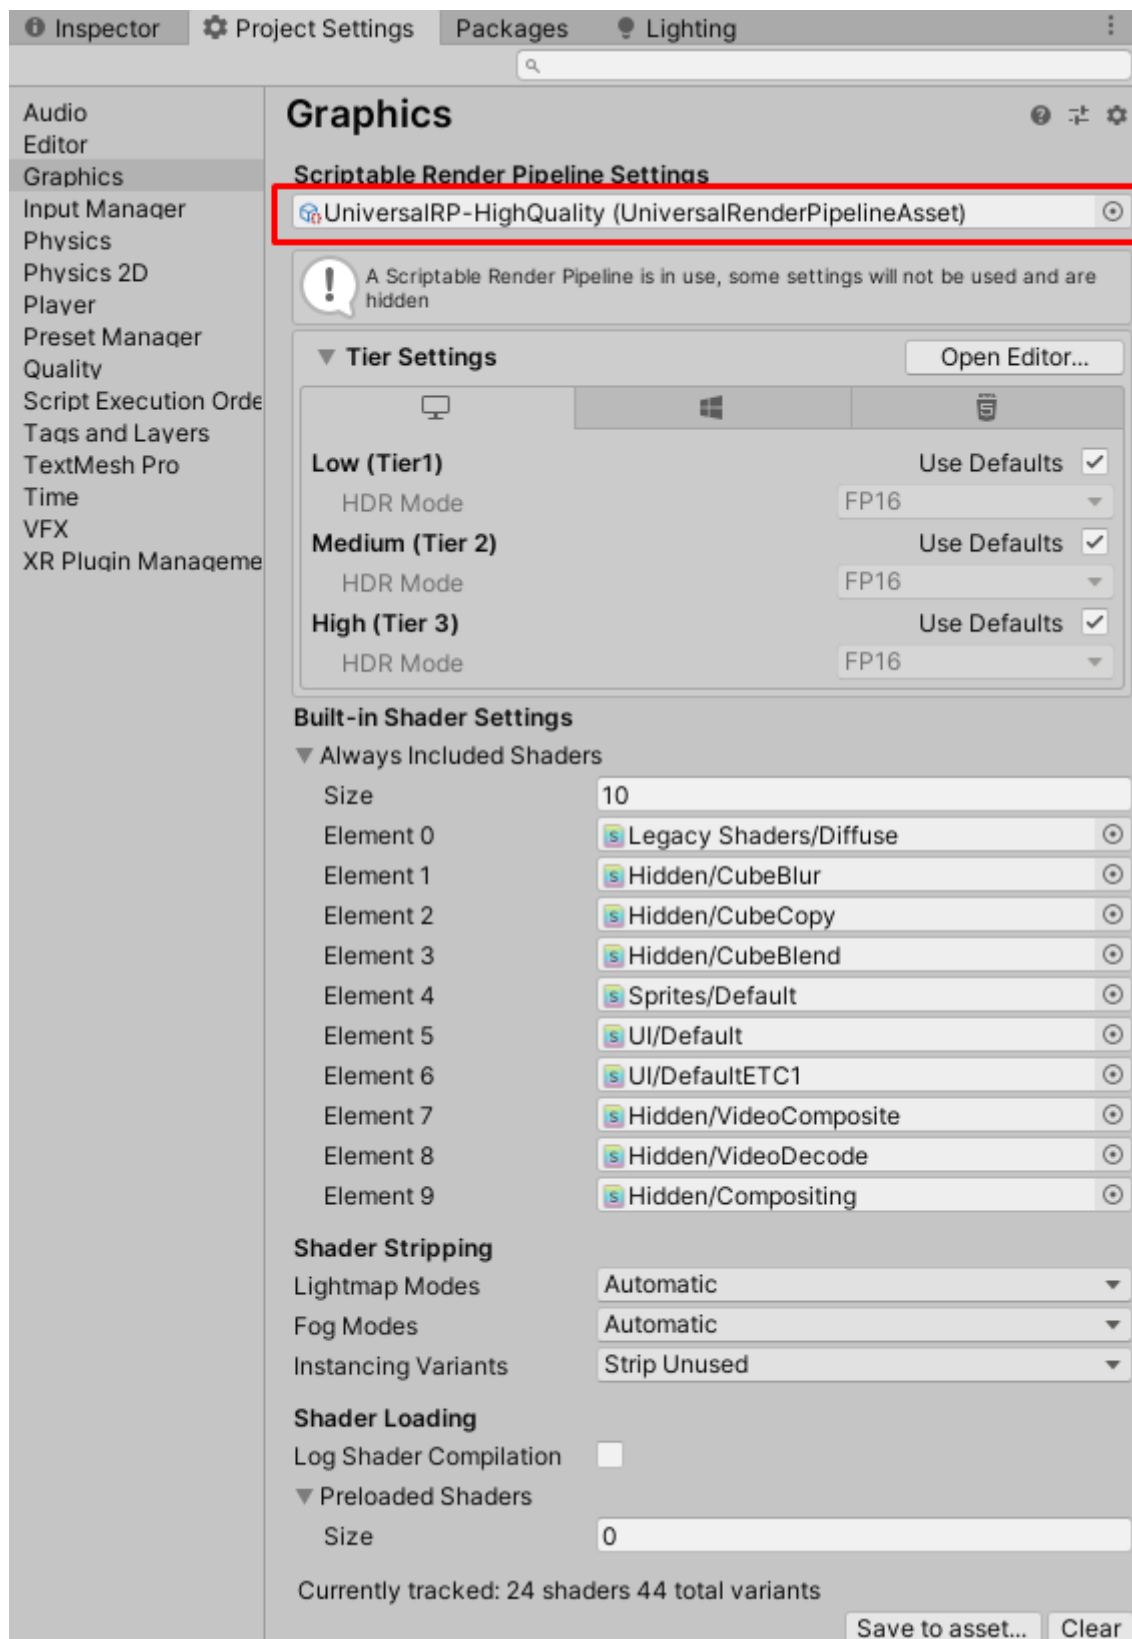 Inspector Project Settings Packages Lighting
Graphics
Audio
Editor
Graphics
Input Manager
Physics
Physics 2D
Player
Preset Manager
Quality
Script Execution Orde
Tags and Layers
TextMesh Pro
Time
VFX
XR Plugin Manageme
Scriptable Render Pipeline Settings
UniversalRP-HighQuality (UniversalRenderPipelineAsset)
A Scriptable Render Pipeline is in use, some settings will not be used and are
hidden
Tier Settings Open Editor...
Low (Tier1) Use Defaults
HDR Mode FP16
Medium (Tier 2) Use Defaults
HDR Mode FP16
High (Tier 3) Use Defaults
HDR Mode FP16
Built-in Shader Settings
Always Included Shaders
Size 10
Element 0 Legacy Shaders/Diffuse
Element 1 Hidden/CubeBlur
Element 2 Hidden/CubeCopy
Element 3 Hidden/CubeBlend
Element 4 Sprites/Default
Element 5 UI/Default
Element 6 UI/DefaultETC1
Element 7 Hidden/VideoComposite
Element 8 Hidden/VideoDecode
Element 9 Hidden/Compositing
Shader Stripping
Lightmap Modes Automatic
Fog Modes Automatic
Instancing Variants Strip Unused
Shader Loading
Log Shader Compilation
Preloaded Shaders
Size 0
Currently tracked: 24 shaders 44 total variants
Save to asset... Clear